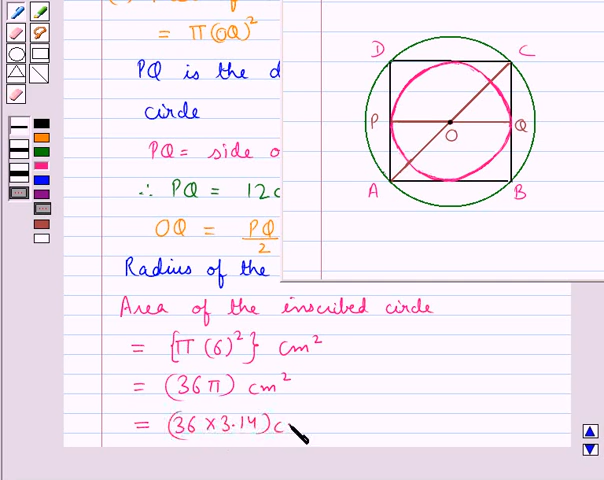 = π(OQ)²
PQ is the d
circle
PQ = side o
∴ PQ = 12c
OQ = PQ/2
Radius of the
Area of the inscribed circle
= {π(6)²} cm²
= (36π) cm²
= (36 × 3.14) c
D C
P Q
O
A B